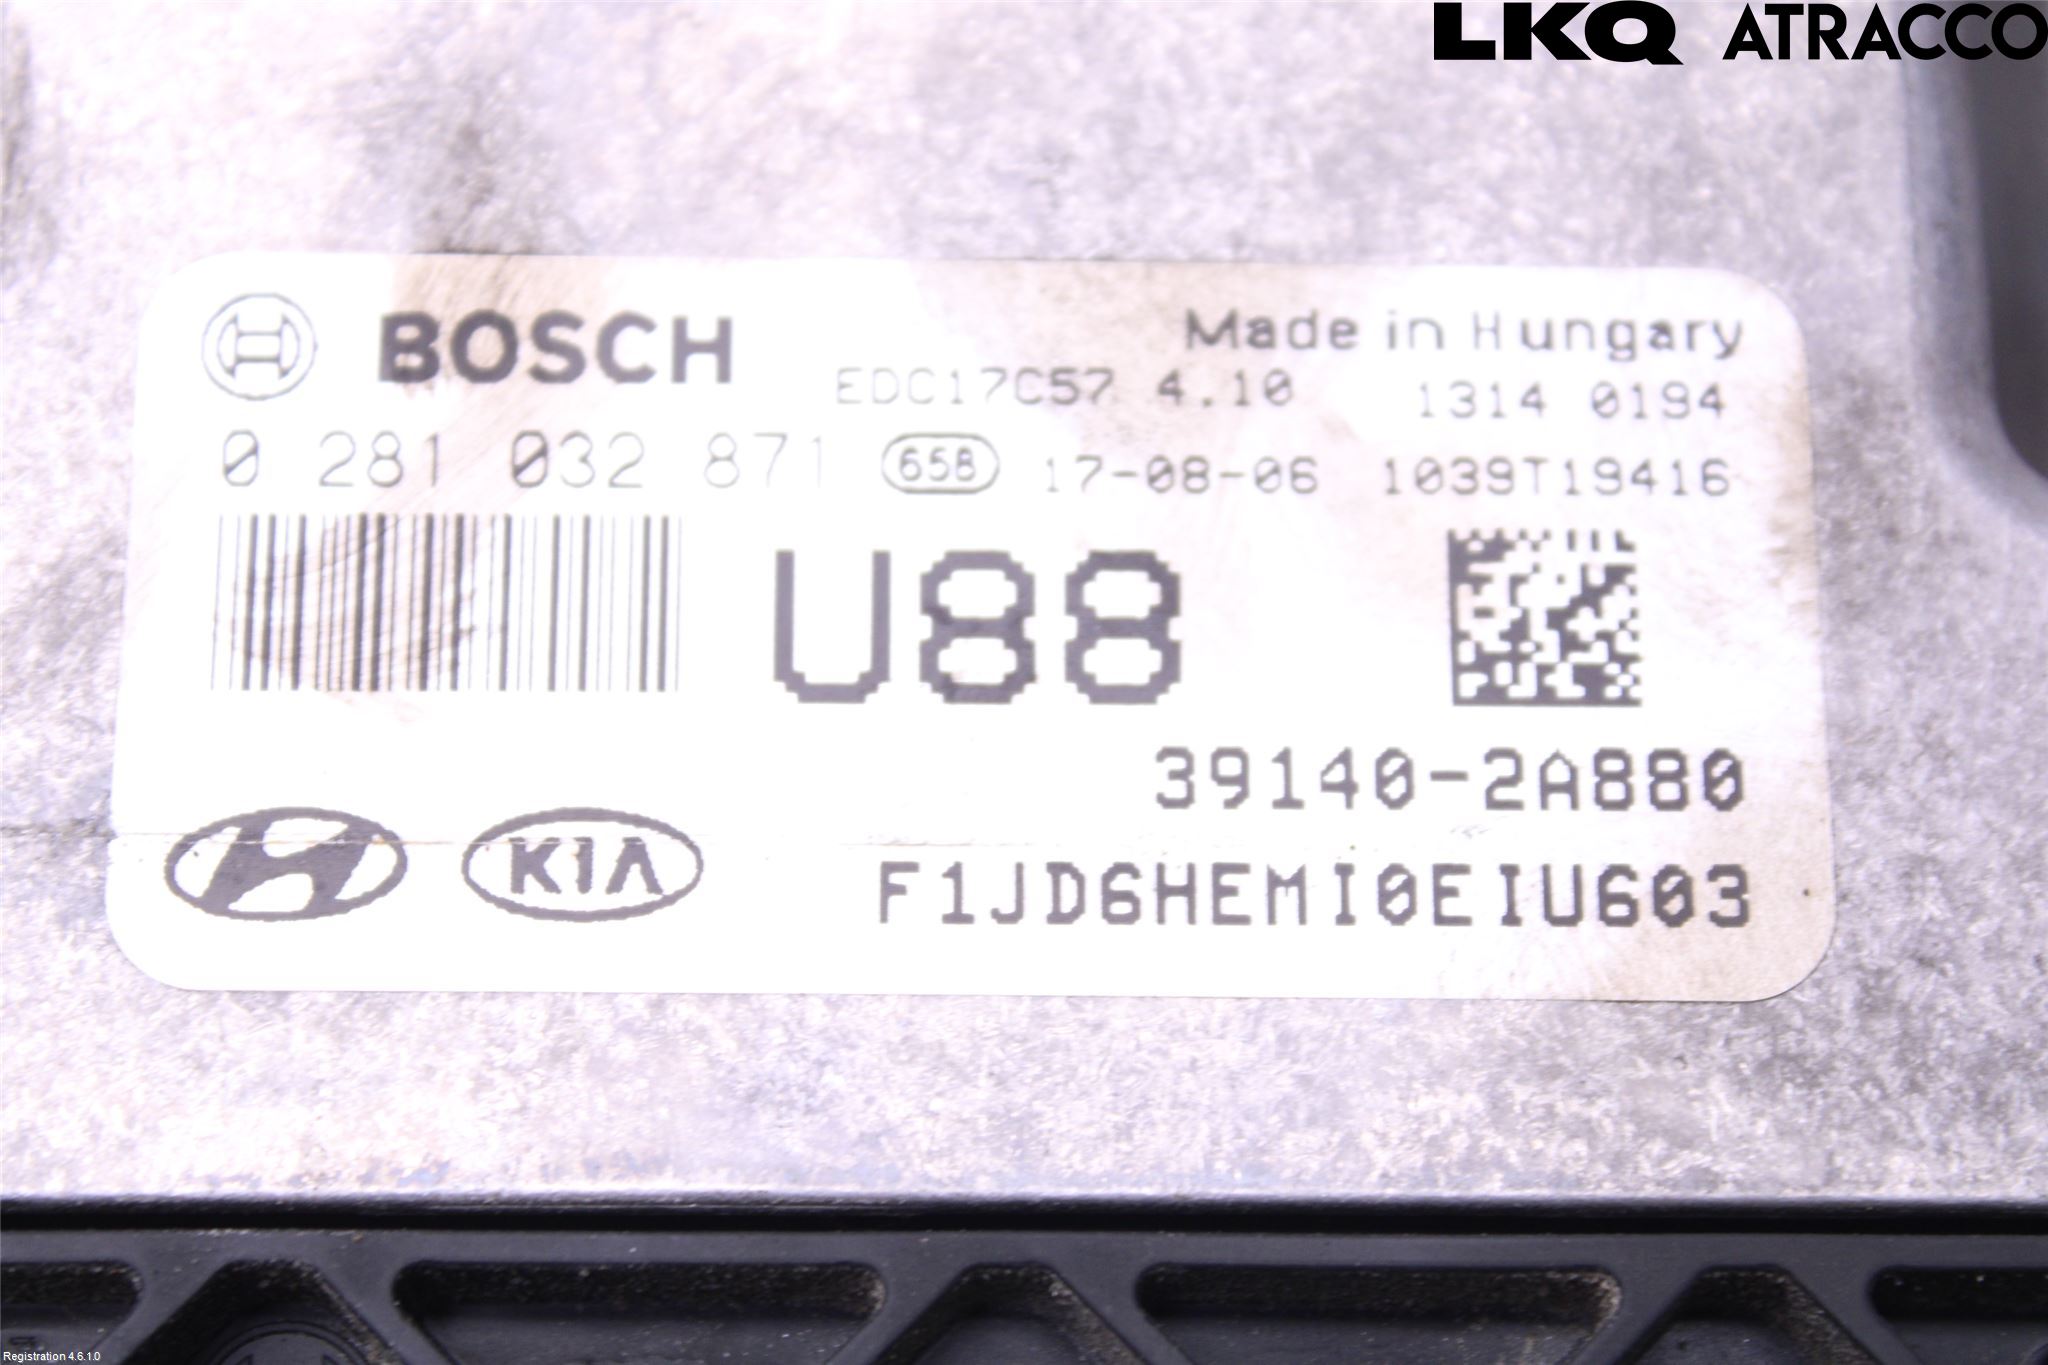 LKQ ATRACCO
BOSCH
Made in Hungary
EDC17C57 4.10 1314 0194
0 281 032 871 65B 17-08-06 1039T19416
U88
39140-2A880
KIA
F1JD6HEMI0EIU603
Registration 4.6.1.0